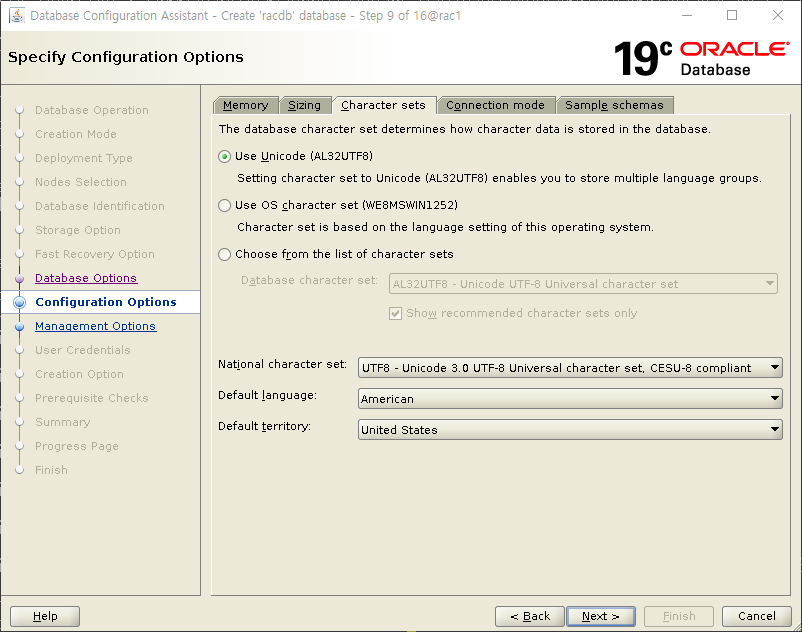 Database Configuration Assistant - Create 'racdb' database - Step 9 of 16@rac1
Specify Configuration Options
19c ORACLE
Database
Database Operation
Creation Mode
Deployment Type
Nodes Selection
Database Identification
Storage Option
Fast Recovery Option
Database Options
Configuration Options
Management Options
User Credentials
Creation Option
Prerequisite Checks
Summary
Progress Page
Finish
Memory Sizing Character sets Connection mode Sample schemas
The database character set determines how character data is stored in the database.
Use Unicode (AL32UTF8)
Setting character set to Unicode (AL32UTF8) enables you to store multiple language groups.
Use OS character set (WE8MSWIN1252)
Character set is based on the language setting of this operating system.
Choose from the list of character sets
Database character set: AL32UTF8 - Unicode UTF-8 Universal character set
Show recommended character sets only
National character set: UTF8 - Unicode 3.0 UTF-8 Universal character set, CESU-8 compliant
Default language: American
Default territory: United States
Help < Back Next > Finish Cancel